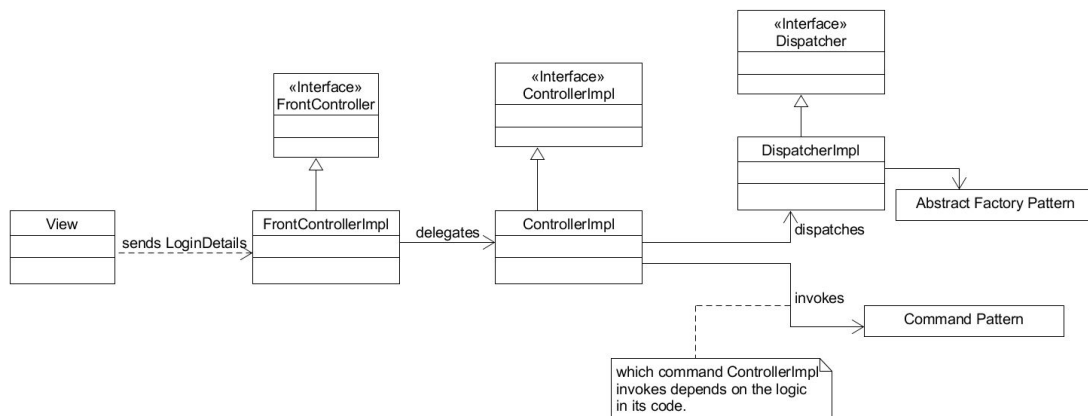 «Interface»
Dispatcher
«Interface»
FrontController
«Interface»
ControllerImpl
DispatcherImpl
Abstract Factory Pattern
View
sends LoginDetails
FrontControllerImpl
delegates
ControllerImpl
dispatches
invokes
Command Pattern
which command ControllerImpl
invokes depends on the logic
in its code.